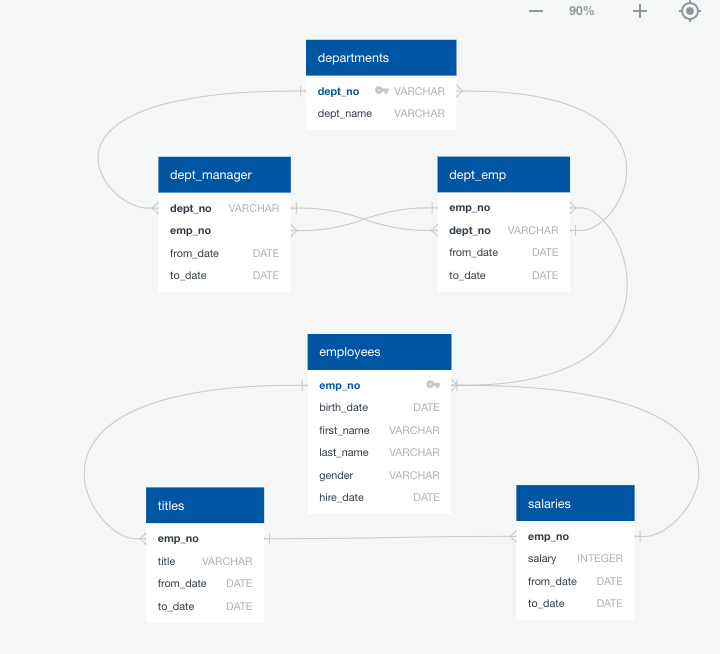 90%
departments
dept_no VARCHAR
dept_name VARCHAR
dept_manager
dept_no VARCHAR
emp_no
from_date DATE
to_date DATE
dept_emp
emp_no
dept_no VARCHAR
from_date DATE
to_date DATE
employees
emp_no
birth_date DATE
first_name VARCHAR
last_name VARCHAR
gender VARCHAR
hire_date DATE
titles
emp_no
title VARCHAR
from_date DATE
to_date DATE
salaries
emp_no
salary INTEGER
from_date DATE
to_date DATE